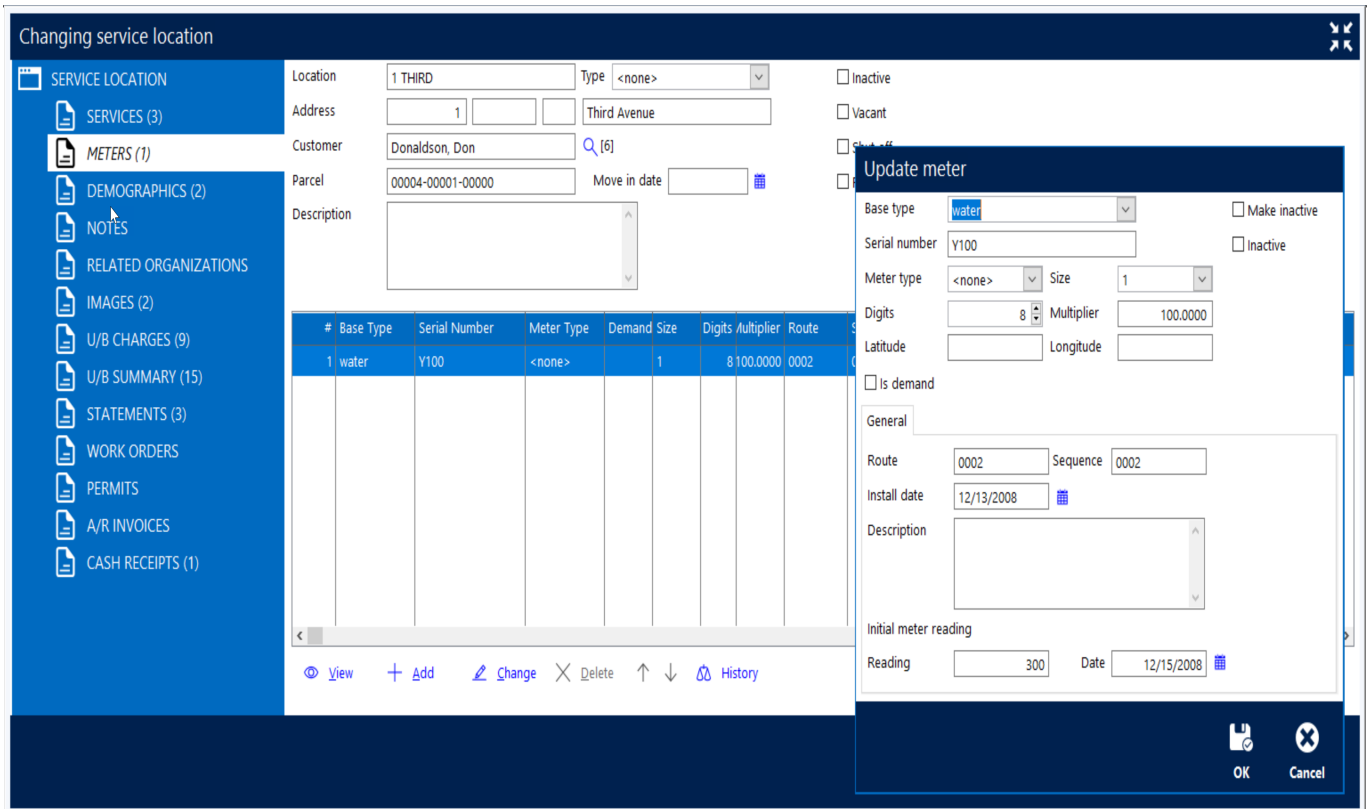 Changing service location
SERVICE LOCATION
SERVICES (3)
METERS (1)
DEMOGRAPHICS (2)
NOTES
RELATED ORGANIZATIONS
IMAGES (2)
U/B CHARGES (9)
U/B SUMMARY (15)
STATEMENTS (3)
WORK ORDERS
PERMITS
A/R INVOICES
CASH RECEIPTS (1)
Location 1 THIRD Type <none> Inactive
Address 1 Third Avenue Vacant
Customer Donaldson, Don [6] Shut off
Parcel 00004-00001-00000 Move in date
Description
# Base Type Serial Number Meter Type Demand Size Digits Multiplier Route
1 water Y100 <none> 1 8 100.0000 0002
View Add Change Delete History
Update meter
Base type water Make inactive
Serial number Y100 Inactive
Meter type <none> Size 1
Digits 8 Multiplier 100.0000
Latitude Longitude
Is demand
General
Route 0002 Sequence 0002
Install date 12/13/2008
Description
Initial meter reading
Reading 300 Date 12/15/2008
OK Cancel